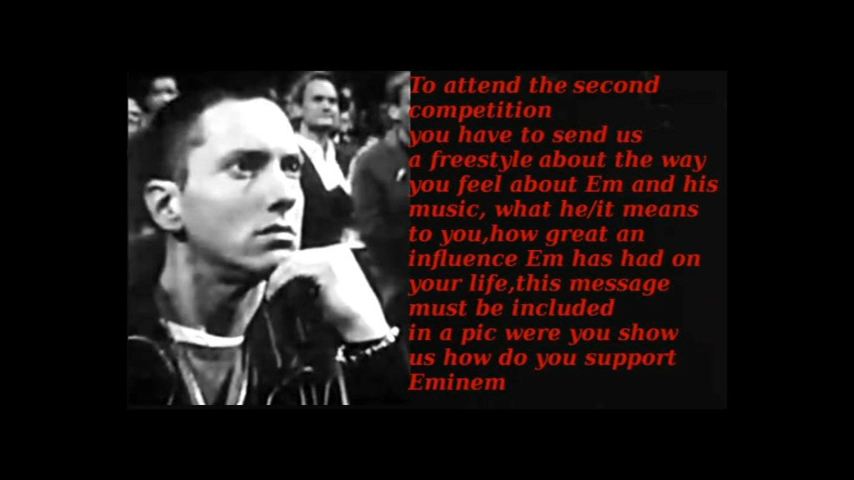 To attend the second
competition
you have to send us
a freestyle about the way
you feel about Em and his
music, what he/it means
to you,how great an
influence Em has had on
your life,this message
must be included
in a pic were you show
us how do you support
Eminem